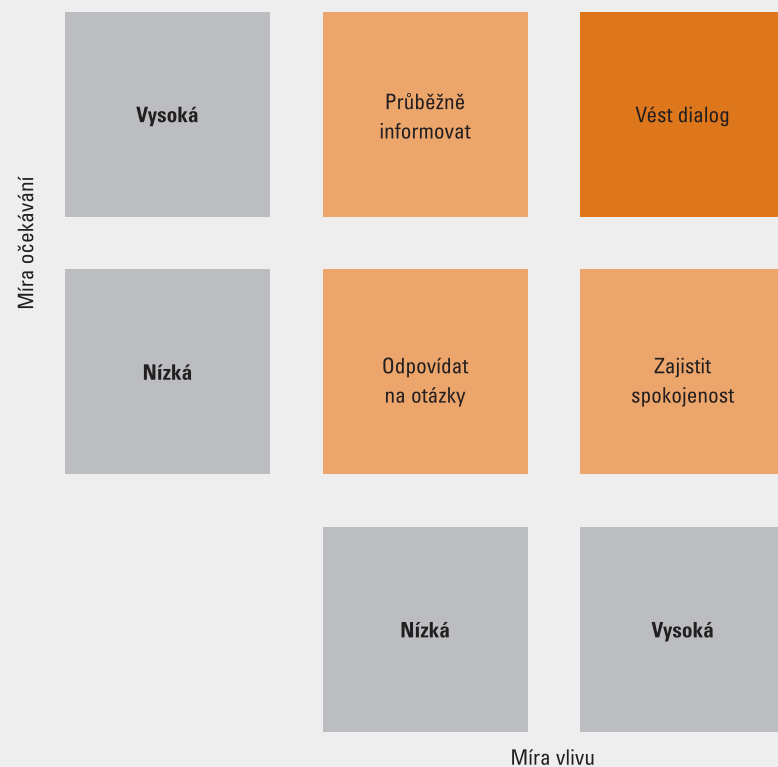 Míra očekávání
Vysoká
Průběžně
informovat
Vést dialog
Nízká
Odpovídat
na otázky
Zajistit
spokojenost
Nízká
Vysoká
Míra vlivu